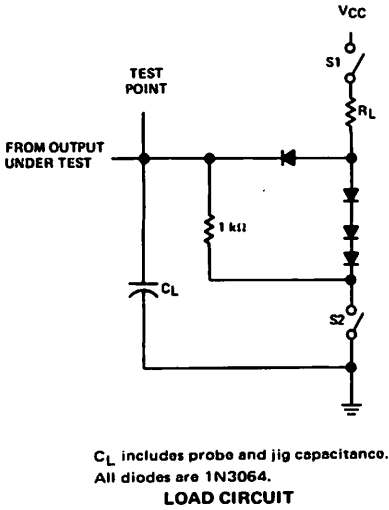 VCC
S1
TEST
POINT
RL
FROM OUTPUT
UNDER TEST
1 kΩ
CL
S2
CL includes probe and jig capacitance.
All diodes are 1N3064.
LOAD CIRCUIT